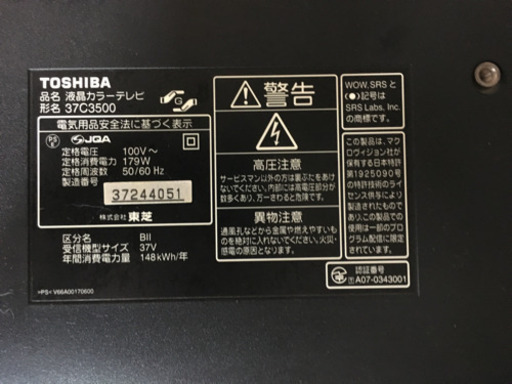 TOSHIBA
品名 液晶カラーテレビ
形名 37C3500
G
電気用品安全法に基づく表示
PS
E
JQA
定格電圧 100V～
定格消費電力 179W
定格周波数 50/60 Hz
製造番号
37244051
株式会社 東芝
区分名 BII
受信機型サイズ 37V
年間消費電力量 148kWh/年
>PS< V66A00170600
警告
高圧注意
サービスマン以外の方は裏ぶたをあけ
ないでください。内部には高電圧部分が
数多くあり、万一さわると危険です。
異物注意
通風孔などから金属や燃えやすいもの
を絶対に入れないでください。火災・
感電の原因となります。
WOW, SRS と
(●)記号は
SRS Labs, Inc.
の商標です。
この製品は、マク
ロヴィジョン社が
保有する日本特許
第1925090号
の特許技術のライ
センス供与により
製造されたもので
あり、この特許の
使用は一部のプロ
グラム配信に限定
されます。
認証番号
T A07-0343001